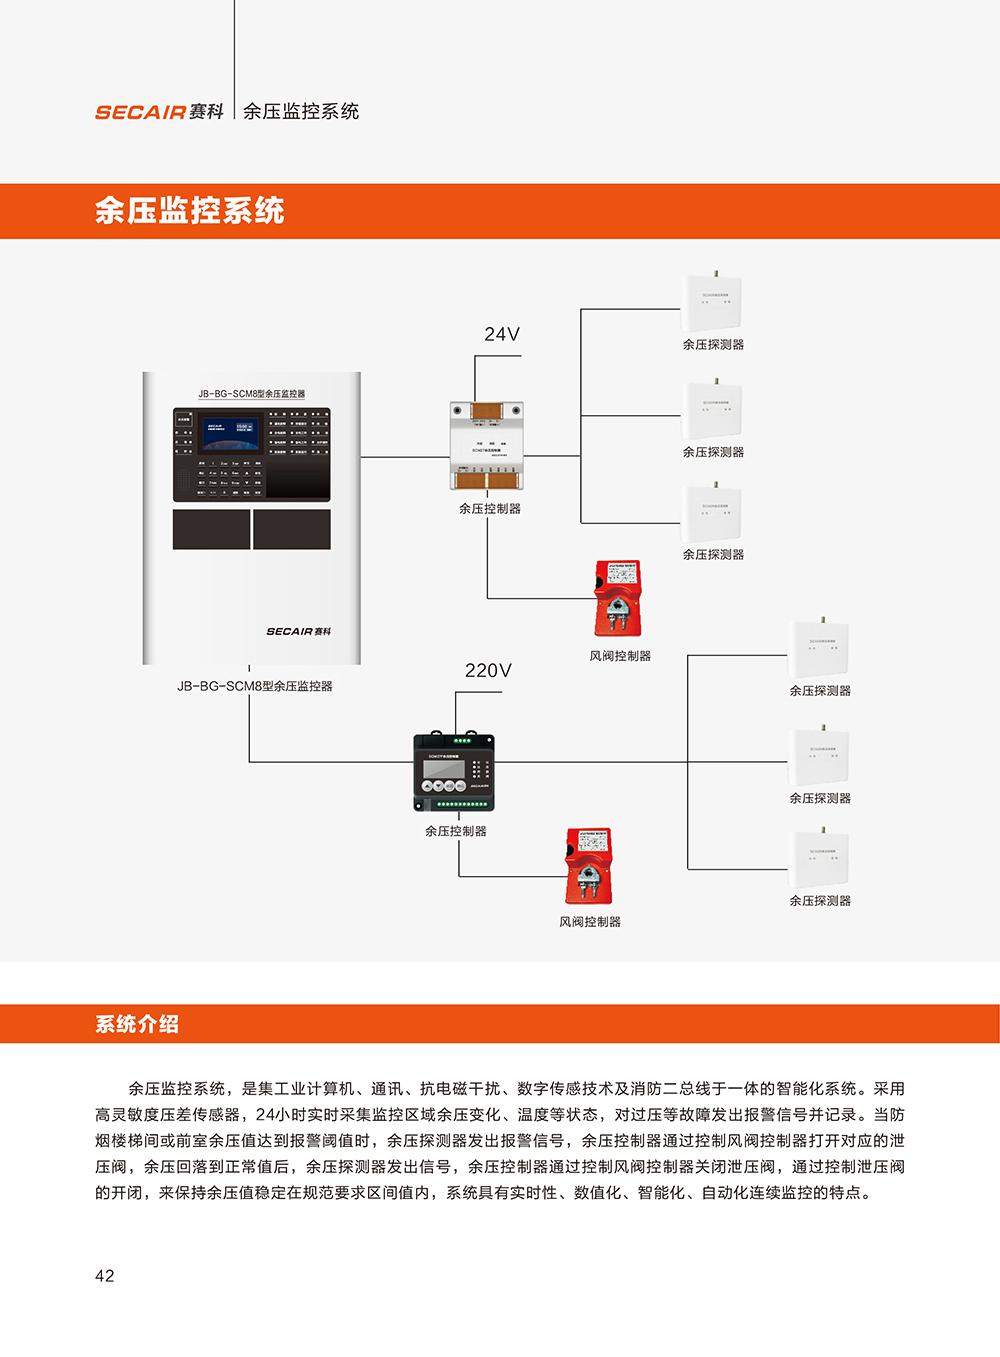 SECAIR 赛科 余压监控系统
余压监控系统
余压探测器
24V
JB-BG-SCM8型余压监控器
SECAIR
15:00
余压探测器
余压控制器
余压探测器
SECAIR 赛科
风阀控制器
220V
JB-BG-SCM8型余压监控器
余压探测器
余压探测器
余压控制器
余压探测器
风阀控制器
系统介绍
余压监控系统，是集工业计算机、通讯、抗电磁干扰、数字传感技术及消防二总线于一体的智能化系统。采用
高灵敏度压差传感器，24小时实时采集监控区域余压变化、温度等状态，对过压等故障发出报警信号并记录。当防
烟楼梯间或前室余压值达到报警阈值时，余压探测器发出报警信号，余压控制器通过控制风阀控制器打开对应的泄
压阀，余压回落到正常值后，余压探测器发出信号，余压控制器通过控制风阀控制器关闭泄压阀，通过控制泄压阀
的开闭，来保持余压值稳定在规范要求区间值内，系统具有实时性、数值化、智能化、自动化连续监控的特点。
42